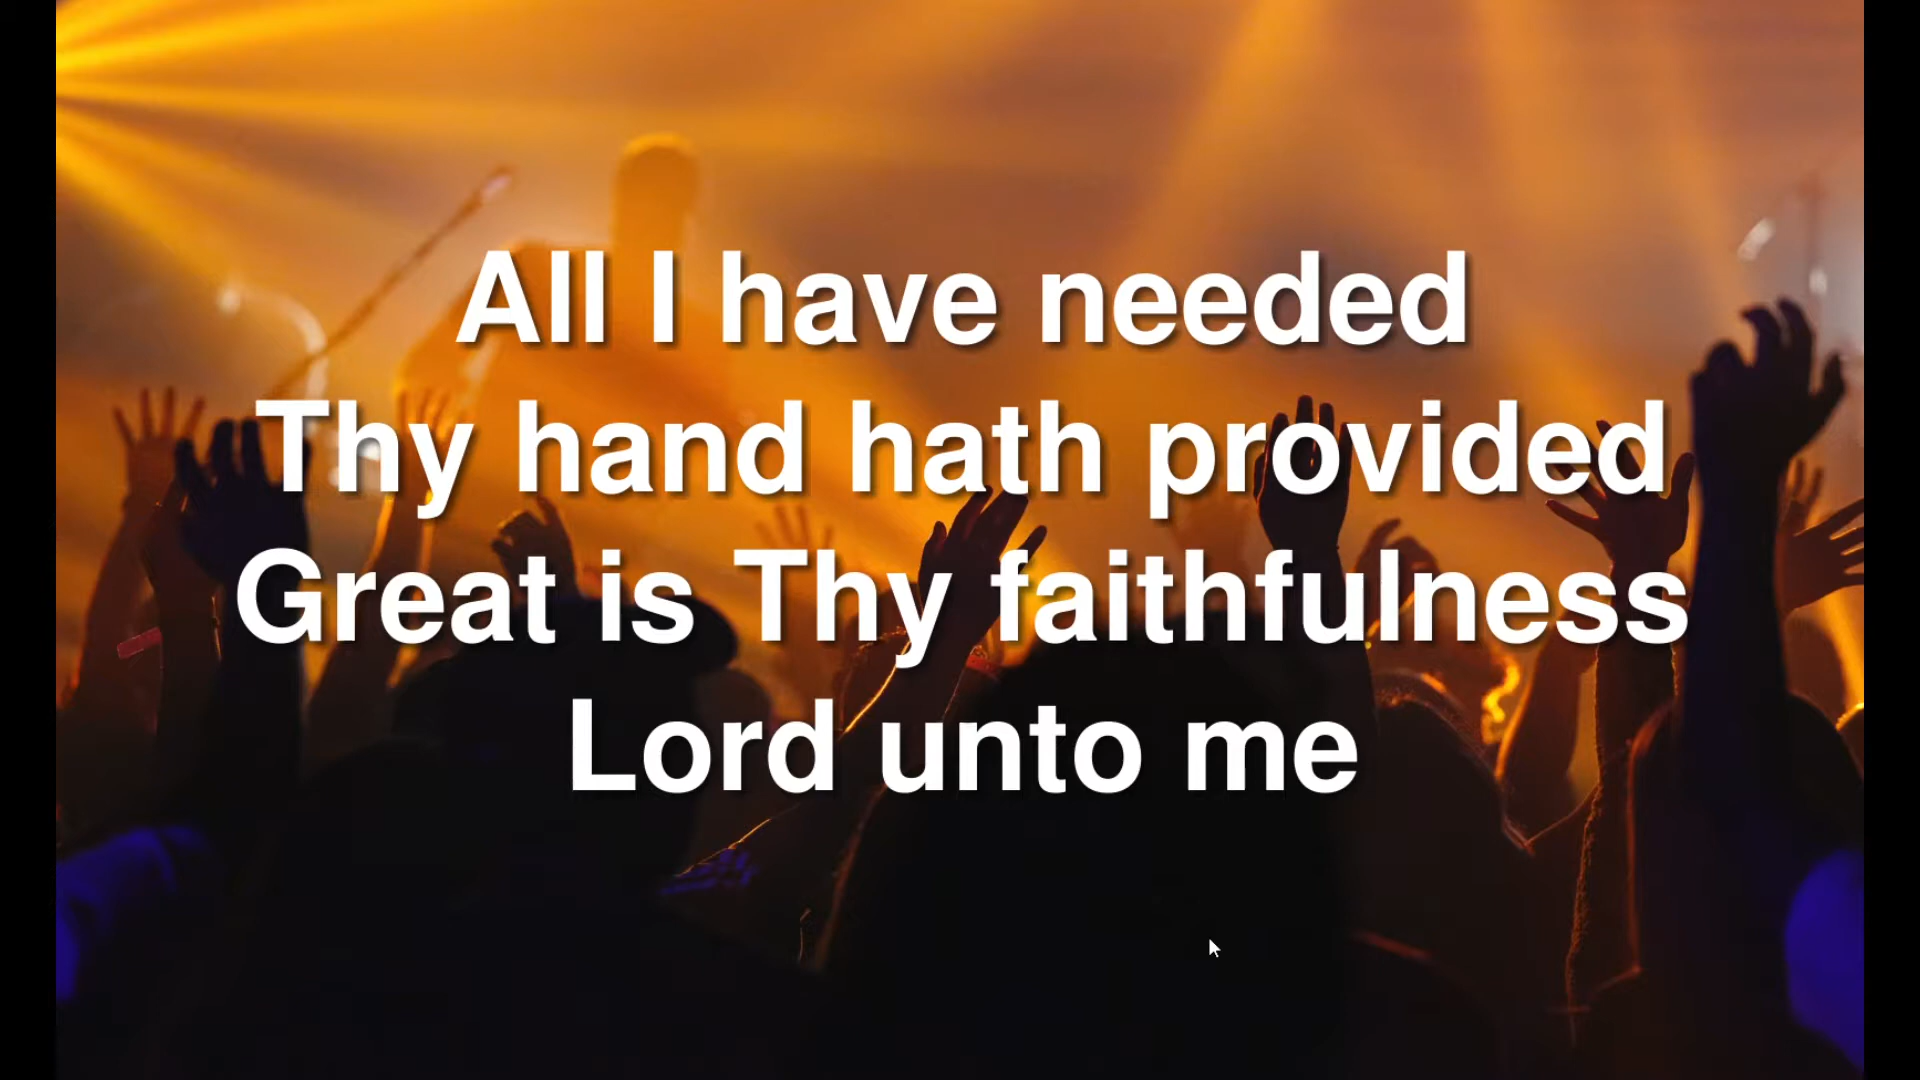 All I have needed
Thy hand hath provided
Great is Thy faithfulness
Lord unto me